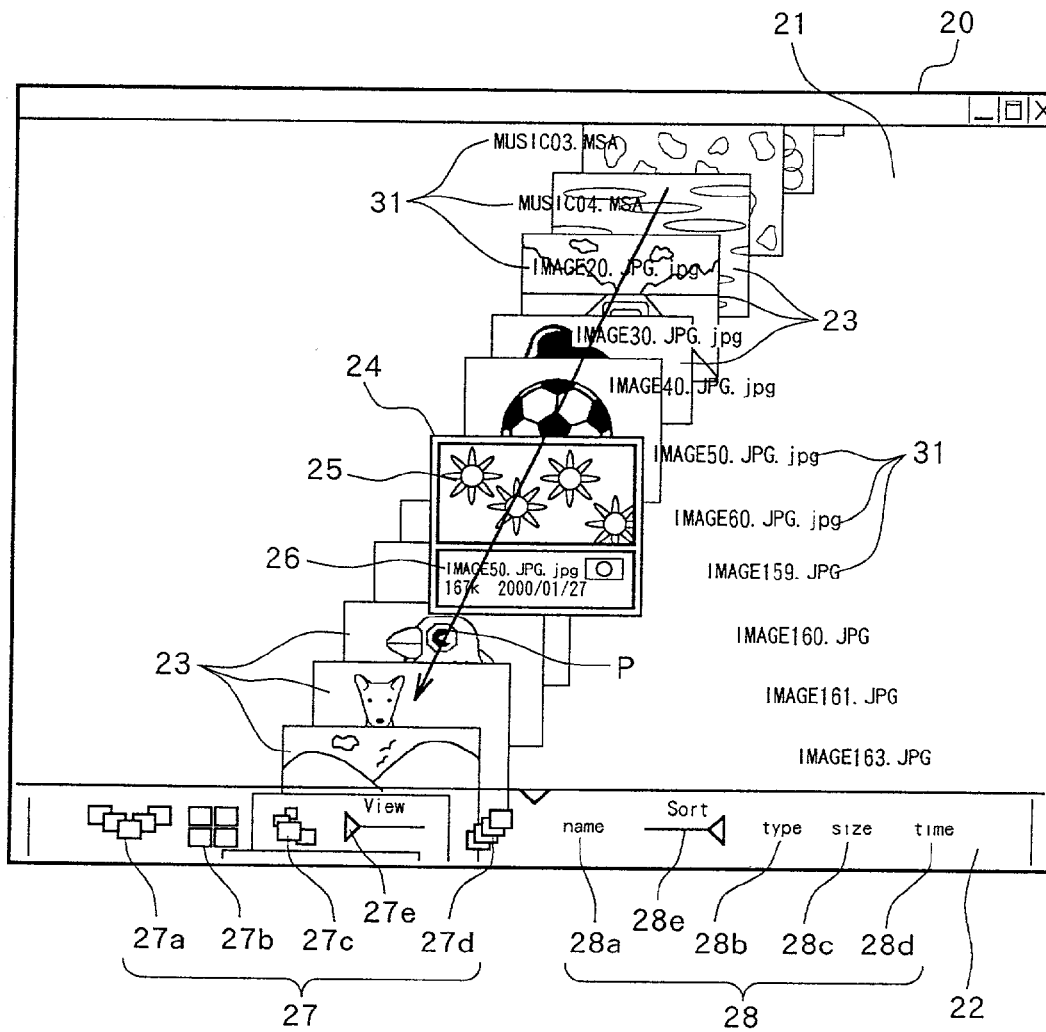 21
20
MUSIC03.MSA
31
MUSIC04.MSA
IMAGE20.JPG.jpg
23
IMAGE30.JPG.jpg
24
IMAGE40.JPG.jpg
25
IMAGE50.JPG.jpg
31
IMAGE60.JPG.jpg
26
IMAGE50.JPG.jpg
167k 2000/01/27
IMAGE159.JPG
IMAGE160.JPG
23
P
IMAGE161.JPG
IMAGE163.JPG
View
Sort
name
type
size
time
27a
27b
27c
27e
27d
28a
28e
28b
28c
28d
27
28
22